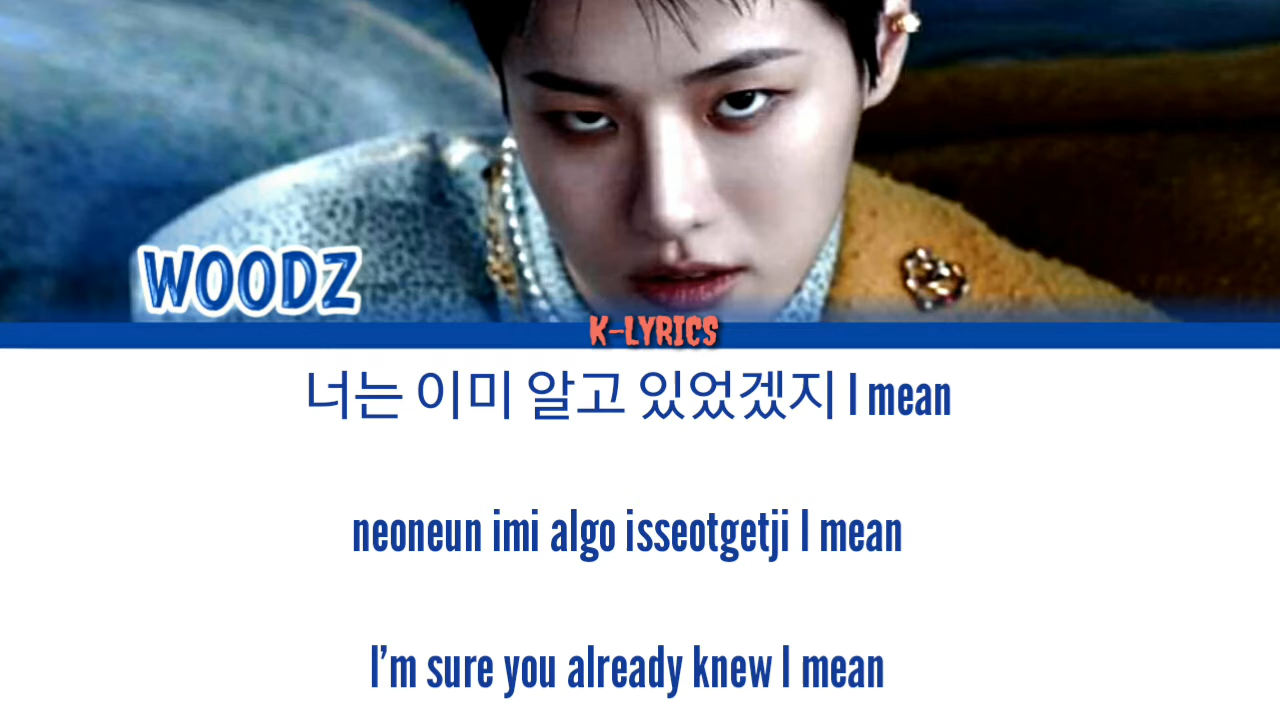 WOODZ
K-LYRICS
너는 이미 알고 있었겠지 I mean
neoneun imi algo isseotgetji I mean
I'm sure you already knew I mean